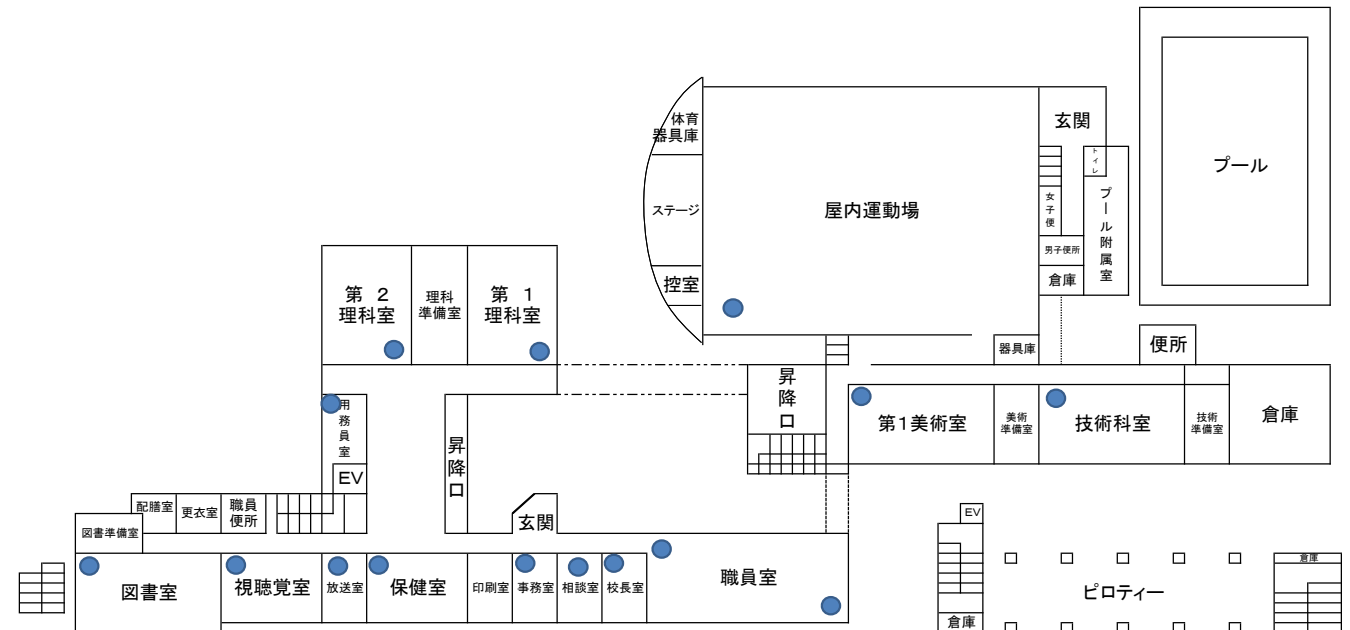 体育
器具庫
ステージ
控室
屋内運動場
玄関
トイレ
女子便
男子便所
倉庫
プール附属室
プール
第 2
理科室
理科
準備室
第 1
理科室
器具庫
便所
昇降口
第1美術室
美術
準備室
技術科室
技術
準備室
倉庫
用務員室
EV
昇降口
配膳室
更衣室
職員
便所
玄関
図書準備室
図書室
視聴覚室
放送室
保健室
印刷室
事務室
相談室
校長室
職員室
EV
倉庫
ピロティー
倉庫